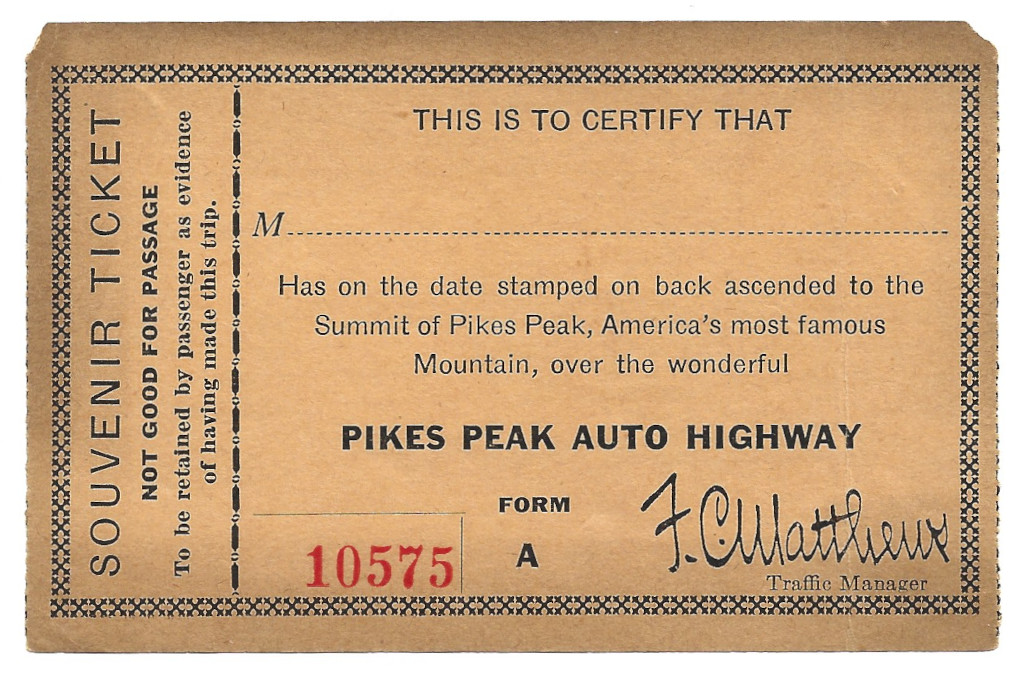 SOUVENIR TICKET
NOT GOOD FOR PASSAGE
To be retained by passenger as evidence
of having made this trip.
THIS IS TO CERTIFY THAT
M
Has on the date stamped on back ascended to the
Summit of Pikes Peak, America's most famous
Mountain, over the wonderful
PIKES PEAK AUTO HIGHWAY
FORM
A
10575
F. C. Matthews
Traffic Manager